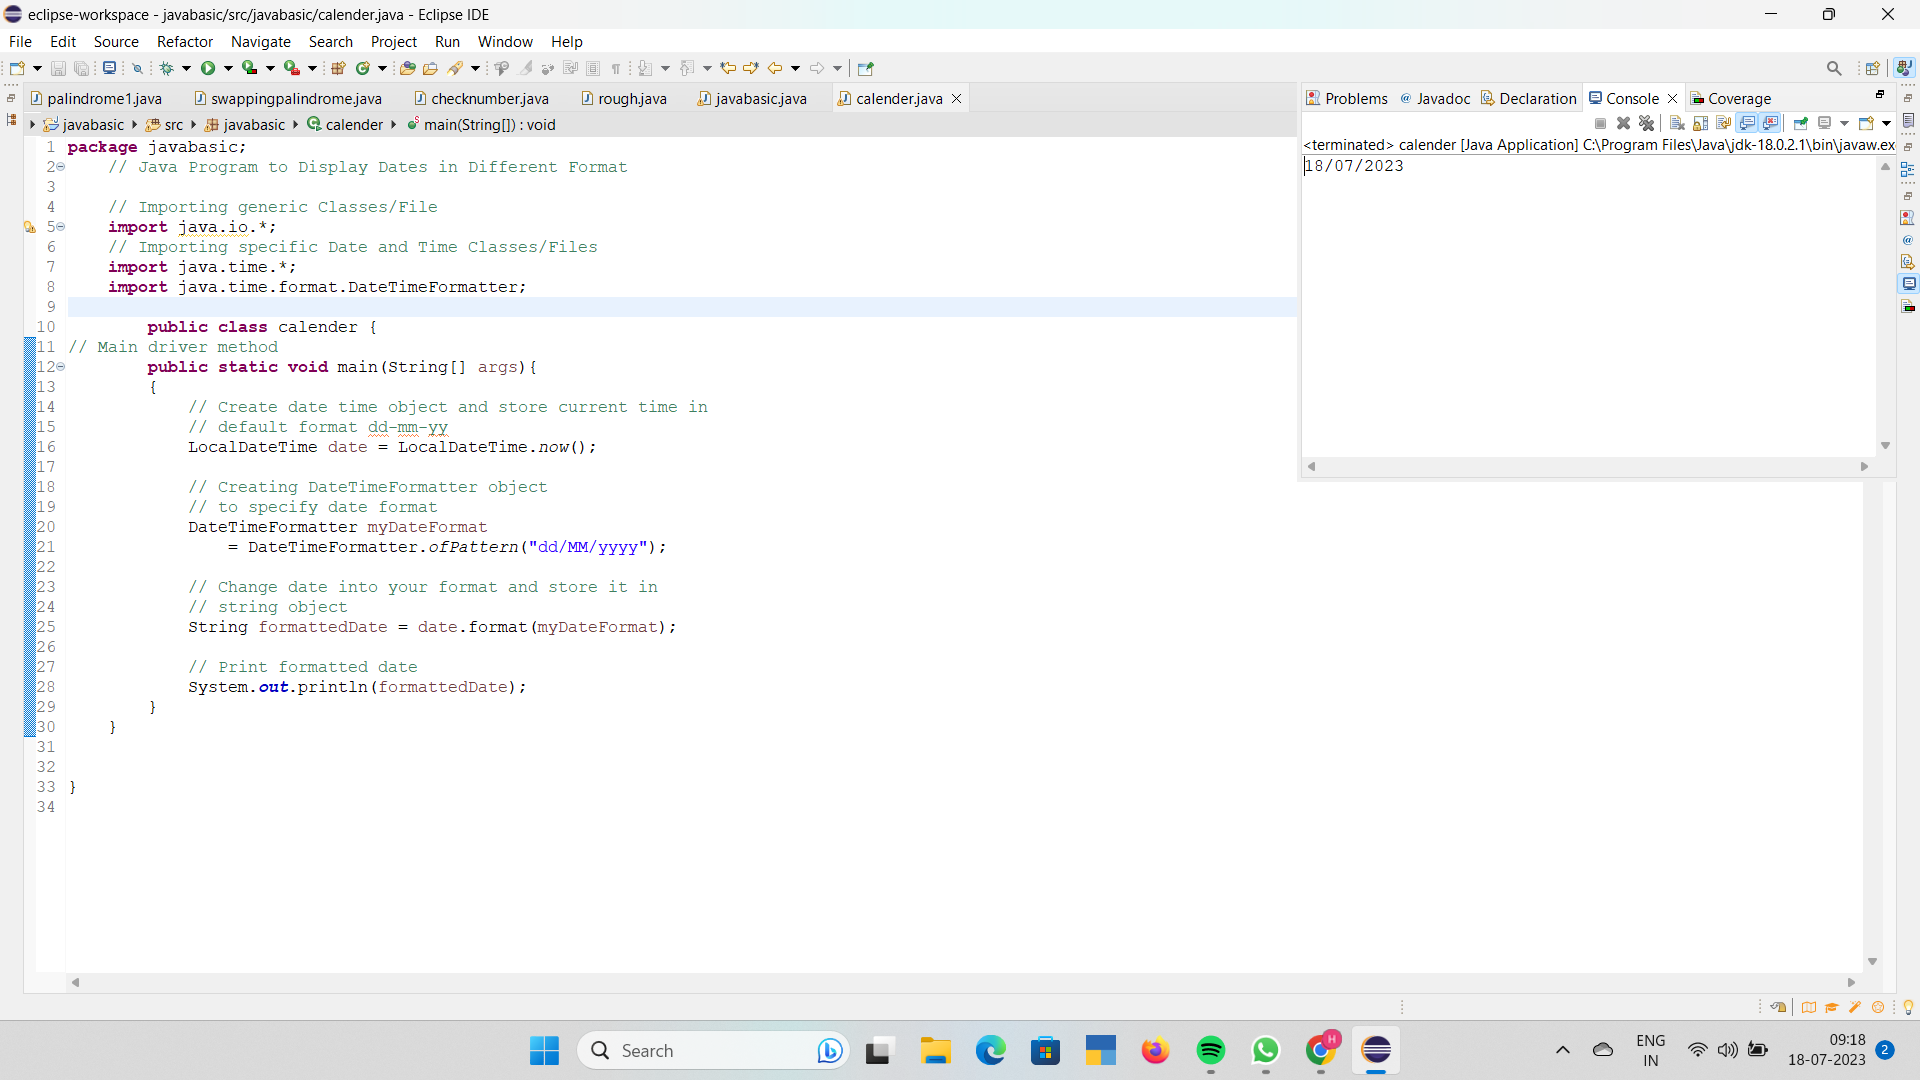 eclipse-workspace - javabasic/src/javabasic/calender.java - Eclipse IDE
File Edit Source Refactor Navigate Search Project Run Window Help
palindrome1.java swappingpalindrome.java checknumber.java rough.java javabasic.java calender.java
Problems Javadoc Declaration Console Coverage
javabasic src javabasic calender main(String[]) : void
<terminated> calender [Java Application] C:\Program Files\Java\jdk-18.0.2.1\bin\javaw.ex
18/07/2023
1 package javabasic;
2 // Java Program to Display Dates in Different Format
3
4 // Importing generic Classes/File
5 import java.io.*;
6 // Importing specific Date and Time Classes/Files
7 import java.time.*;
8 import java.time.format.DateTimeFormatter;
9
10 public class calender {
11 // Main driver method
12 public static void main(String[] args){
13 {
14 // Create date time object and store current time in
15 // default format dd-mm-yy
16 LocalDateTime date = LocalDateTime.now();
17
18 // Creating DateTimeFormatter object
19 // to specify date format
20 DateTimeFormatter myDateFormat
21 = DateTimeFormatter.ofPattern("dd/MM/yyyy");
22
23 // Change date into your format and store it in
24 // string object
25 String formattedDate = date.format(myDateFormat);
26
27 // Print formatted date
28 System.out.println(formattedDate);
29 }
30 }
31
32
33 }
34
Search
H
ENG
IN
09:18
18-07-2023
2